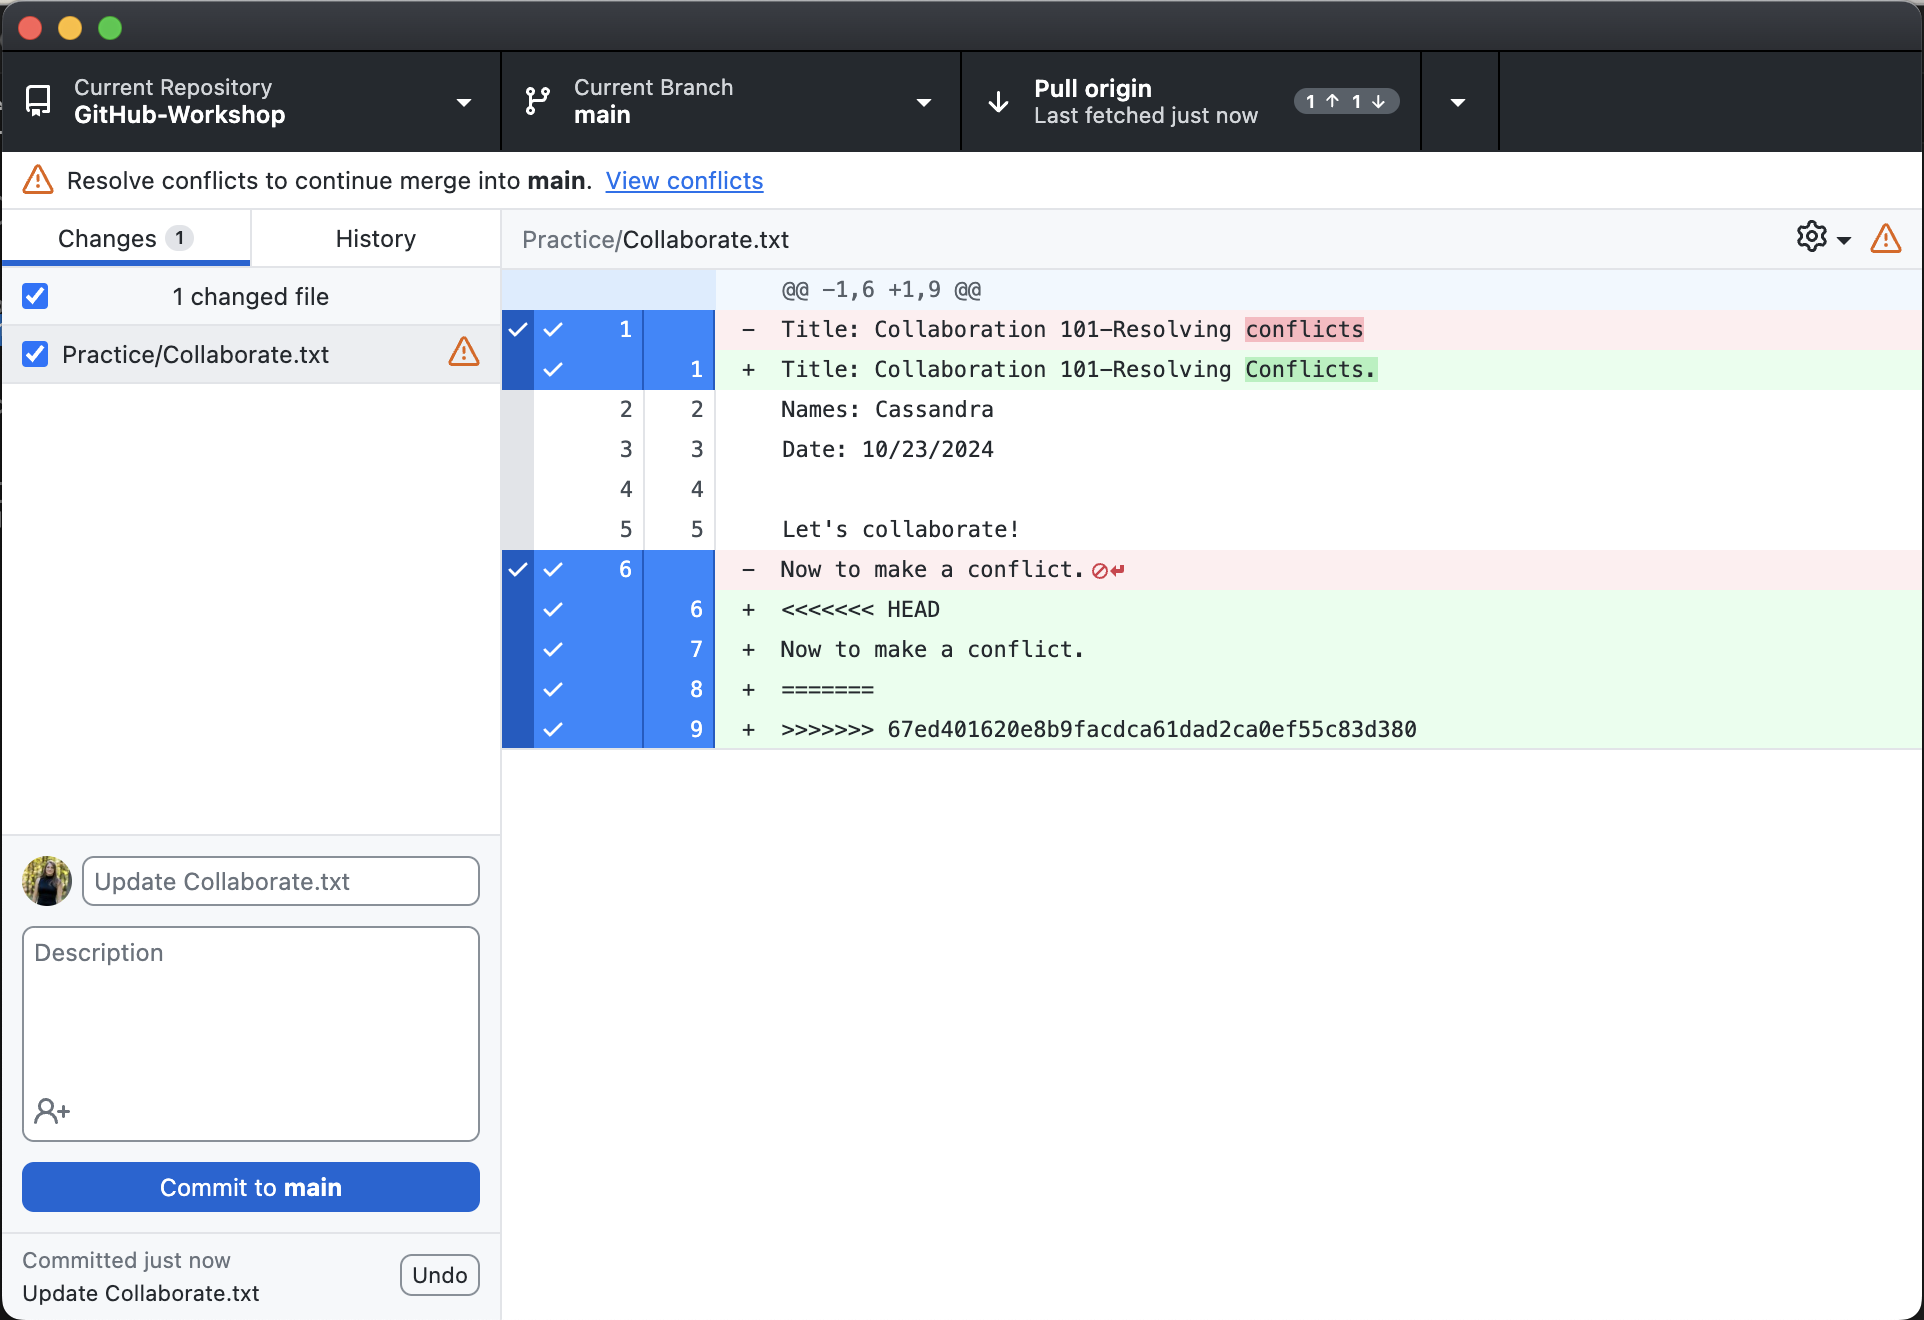 Current Repository
GitHub-Workshop
Current Branch
main
Pull origin
Last fetched just now
1 ↑ 1 ↓
Resolve conflicts to continue merge into main. View conflicts
Changes 1
History
Practice/Collaborate.txt
1 changed file
Practice/Collaborate.txt
@@ -1,6 +1,9 @@
1 - Title: Collaboration 101-Resolving conflicts
1 + Title: Collaboration 101-Resolving Conflicts.
2 2 Names: Cassandra
3 3 Date: 10/23/2024
4 4
5 5 Let's collaborate!
6 - Now to make a conflict.
6 + <<<<<<< HEAD
7 + Now to make a conflict.
8 + =======
9 + >>>>>>> 67ed401620e8b9facdca61dad2ca0ef55c83d380
Update Collaborate.txt
Description
Commit to main
Committed just now
Update Collaborate.txt
Undo